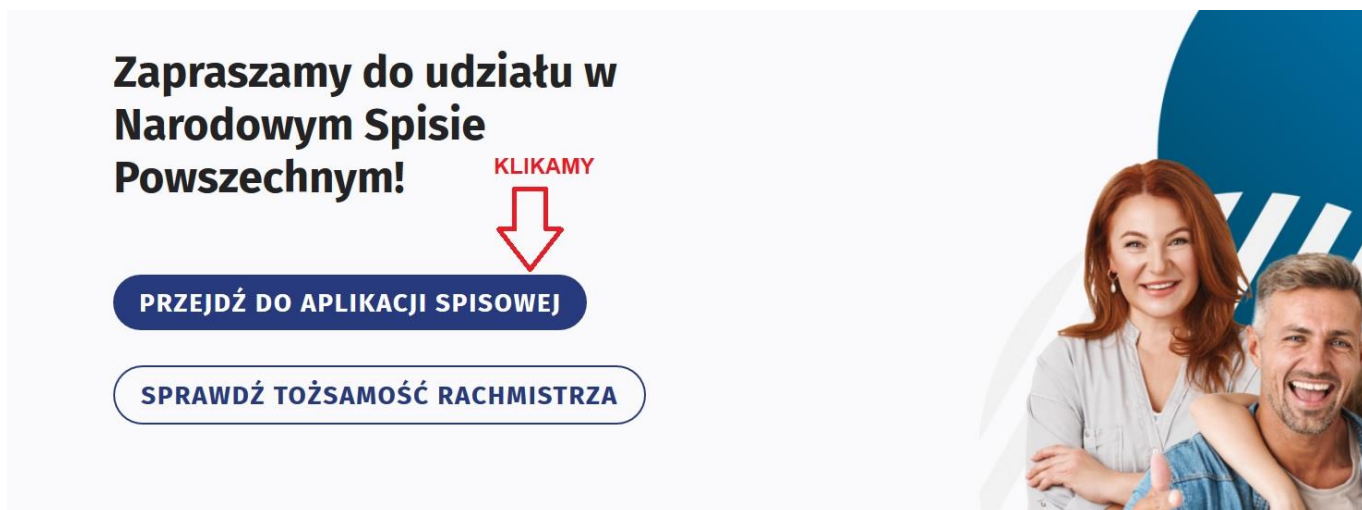 Zapraszamy do udziału w
Narodowym Spisie
Powszechnym!
KLIKAMY
PRZEJDŹ DO APLIKACJI SPISOWEJ
SPRAWDŹ TOŻSAMOŚĆ RACHMISTRZA